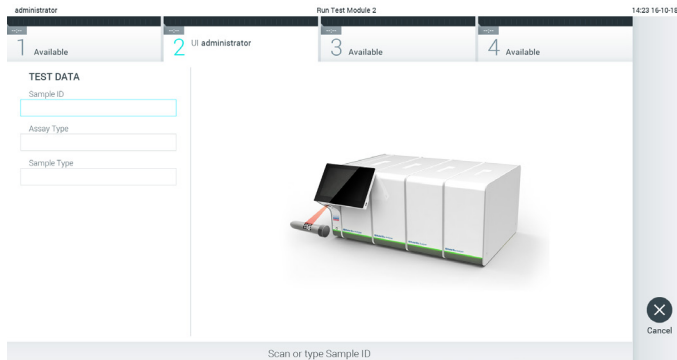 administrator
Run Test Module 2
14:23 16-10-18
1 Available
2 UI administrator
3 Available
4 Available
TEST DATA
Sample ID
Assay Type
Sample Type
Cancel
Scan or type Sample ID